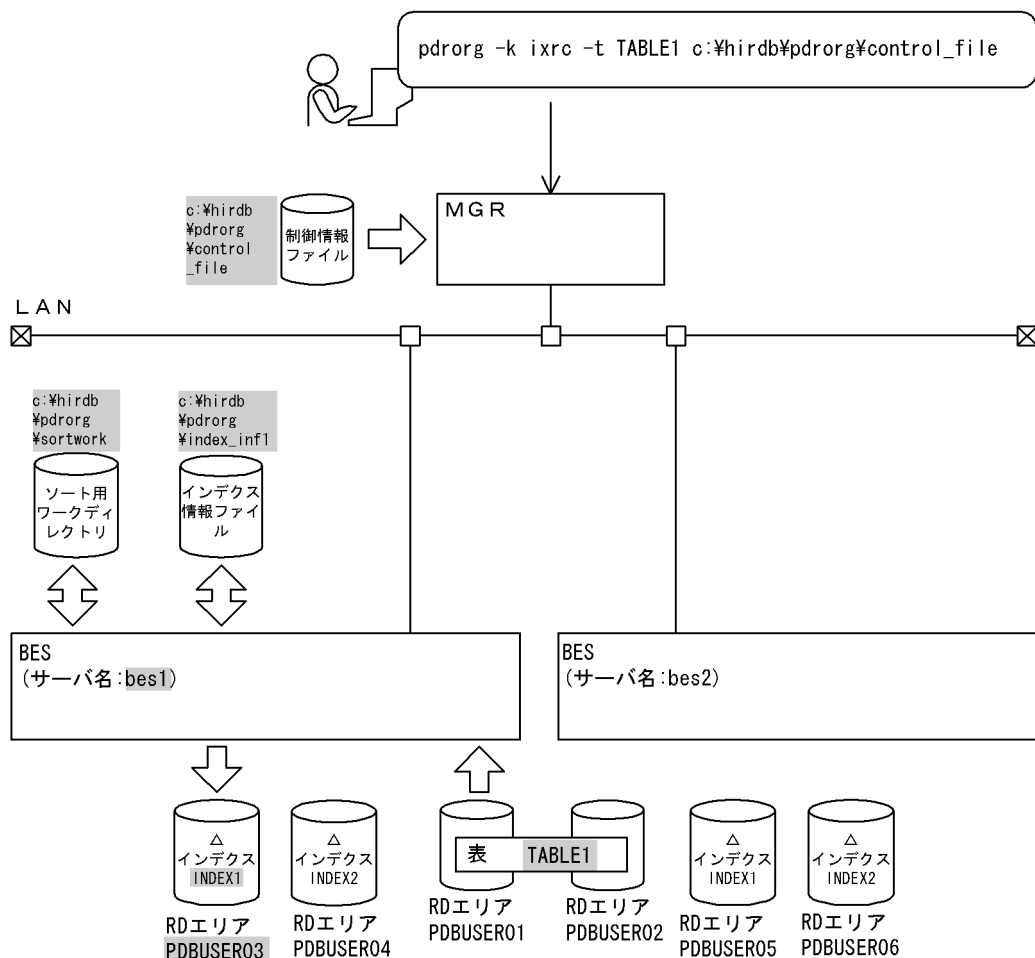 pdrorg -k ixrc -t TABLE1 c:¥hirdb¥pdrorg¥control_file
c:¥hirdb
¥pdrorg
¥control
_file
制御情報
ファイル
ＭＧＲ
ＬＡＮ
c:¥hirdb
¥pdrorg
¥sortwork
c:¥hirdb
¥pdrorg
¥index_inf1
ソート用
ワークディ
レクトリ
インデクス
情報ファイ
ル
BES
(サーバ名:bes1)
BES
(サーバ名:bes2)
△
インデクス
INDEX1
△
インデクス
INDEX2
表 TABLE1
△
インデクス
INDEX1
△
インデクス
INDEX2
RDエリア
PDBUSER03
RDエリア
PDBUSER04
RDエリア
PDBUSER01
RDエリア
PDBUSER02
RDエリア
PDBUSER05
RDエリア
PDBUSER06